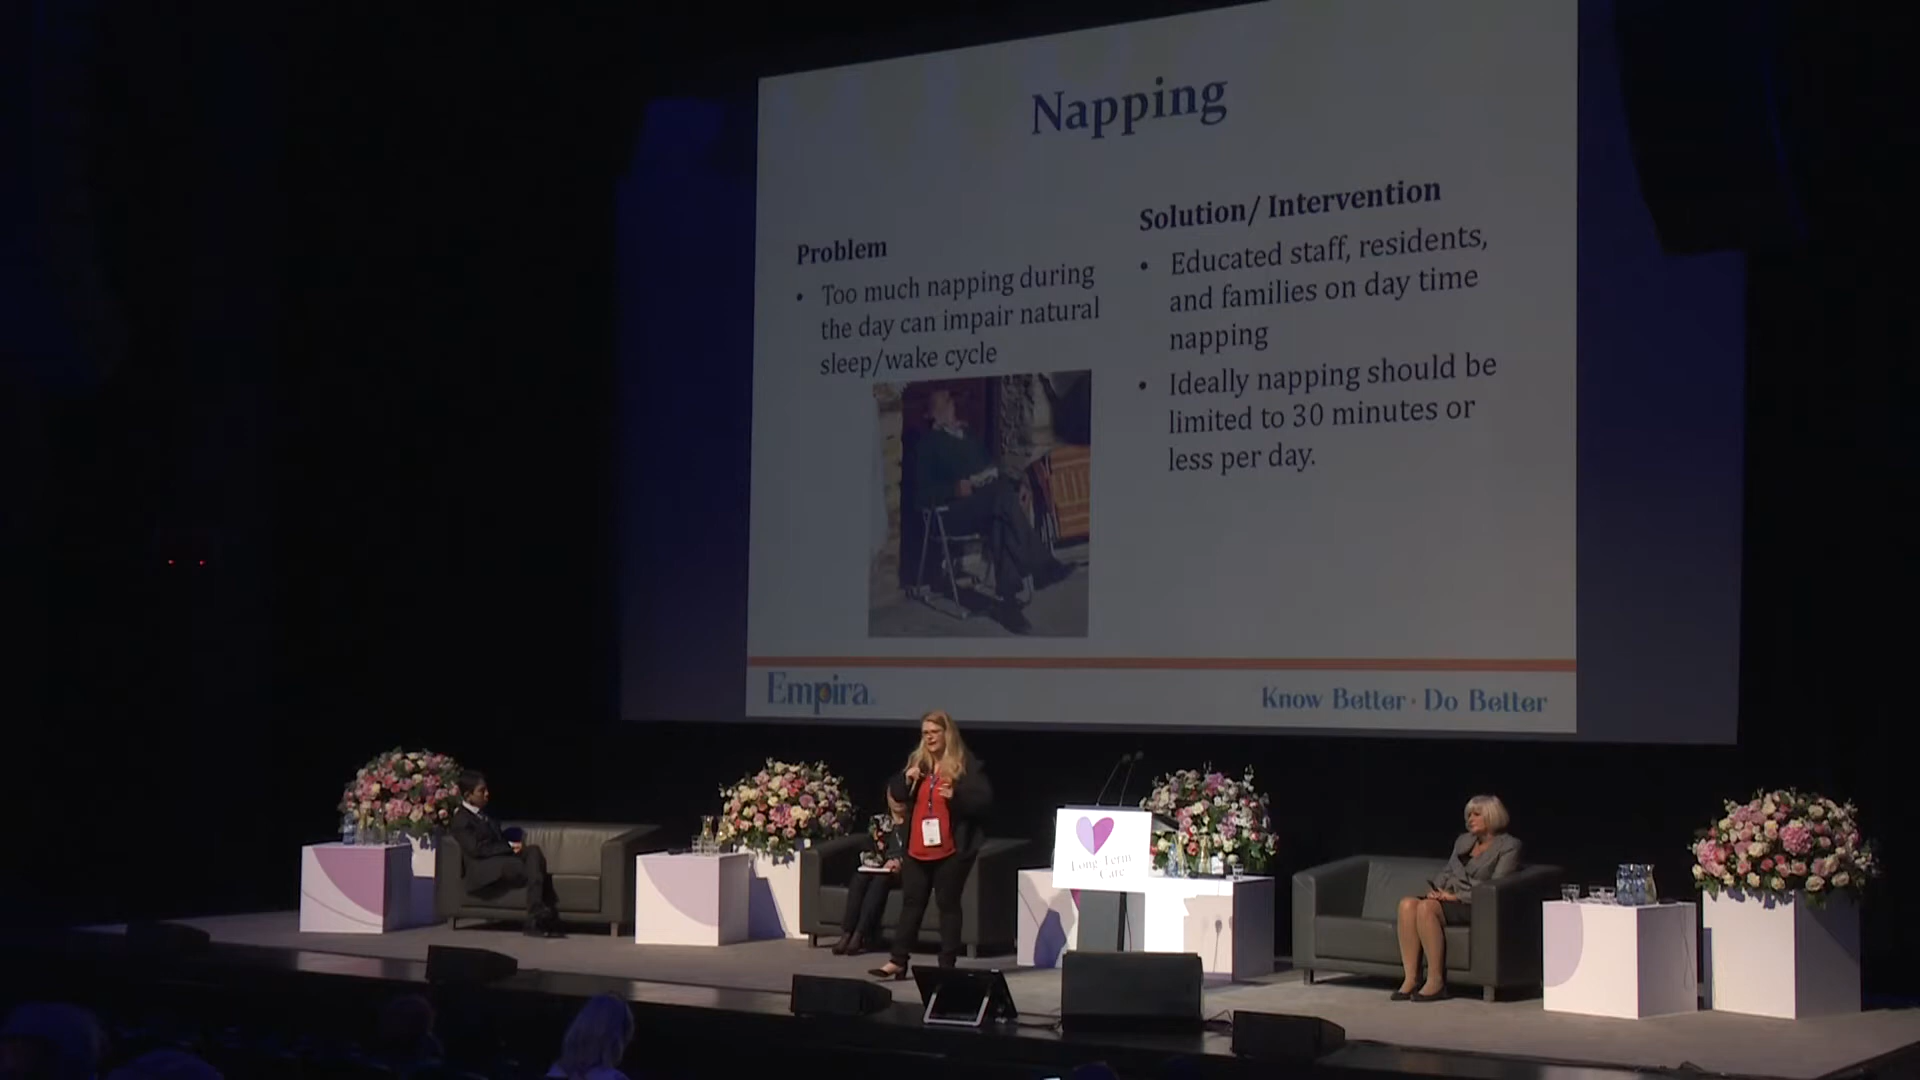 Napping
Problem
• Too much napping during
the day can impair natural
sleep/wake cycle
Solution/ Intervention
• Educated staff, residents,
and families on day time
napping
• Ideally napping should be
limited to 30 minutes or
less per day.
Empira
Know Better · Do Better
Long Term
Care